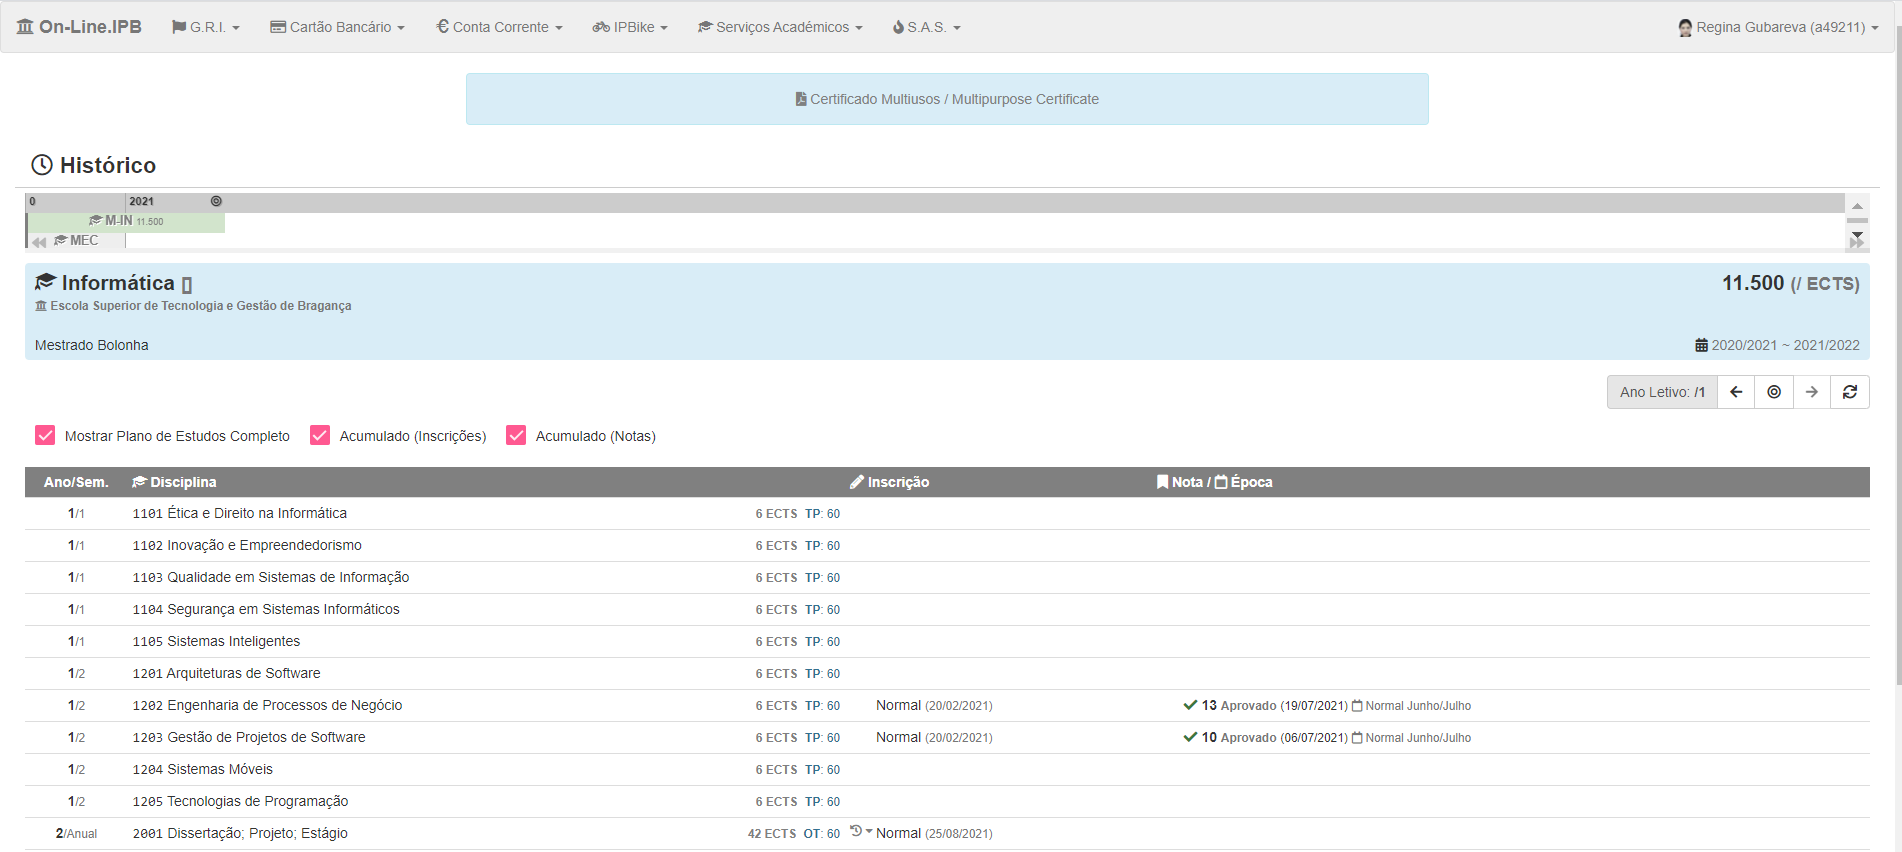 On-Line.IPB G.R.I. Cartão Bancário € Conta Corrente IPBike Serviços Académicos S.A.S. Regina Gubareva (a49211)
Certificado Multiusos / Multipurpose Certificate
Histórico
0 2021
M-IN 11.500
MEC
Informática 11.500 (/ ECTS)
Escola Superior de Tecnologia e Gestão de Bragança
Mestrado Bolonha 2020/2021 ~ 2021/2022
Ano Letivo: /1
Mostrar Plano de Estudos Completo Acumulado (Inscrições) Acumulado (Notas)
Ano/Sem. Disciplina Inscrição Nota / Época
1/1 1101 Ética e Direito na Informática 6 ECTS TP: 60
1/1 1102 Inovação e Empreendedorismo 6 ECTS TP: 60
1/1 1103 Qualidade em Sistemas de Informação 6 ECTS TP: 60
1/1 1104 Segurança em Sistemas Informáticos 6 ECTS TP: 60
1/1 1105 Sistemas Inteligentes 6 ECTS TP: 60
1/2 1201 Arquiteturas de Software 6 ECTS TP: 60
1/2 1202 Engenharia de Processos de Negócio 6 ECTS TP: 60 Normal (20/02/2021) 13 Aprovado (19/07/2021) Normal Junho/Julho
1/2 1203 Gestão de Projetos de Software 6 ECTS TP: 60 Normal (20/02/2021) 10 Aprovado (06/07/2021) Normal Junho/Julho
1/2 1204 Sistemas Móveis 6 ECTS TP: 60
1/2 1205 Tecnologias de Programação 6 ECTS TP: 60
2/Anual 2001 Dissertação; Projeto; Estágio 42 ECTS OT: 60 Normal (25/08/2021)